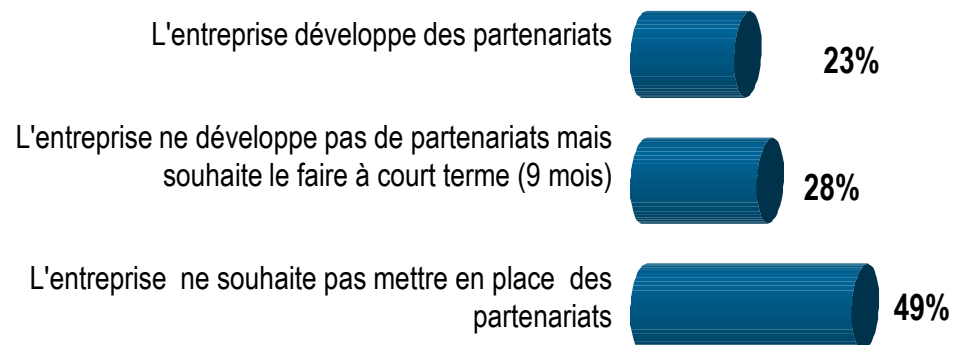 L'entreprise développe des partenariats
23%
L'entreprise ne développe pas de partenariats mais
souhaite le faire à court terme (9 mois)
28%
L'entreprise  ne souhaite pas mettre en place  des
partenariats
49%